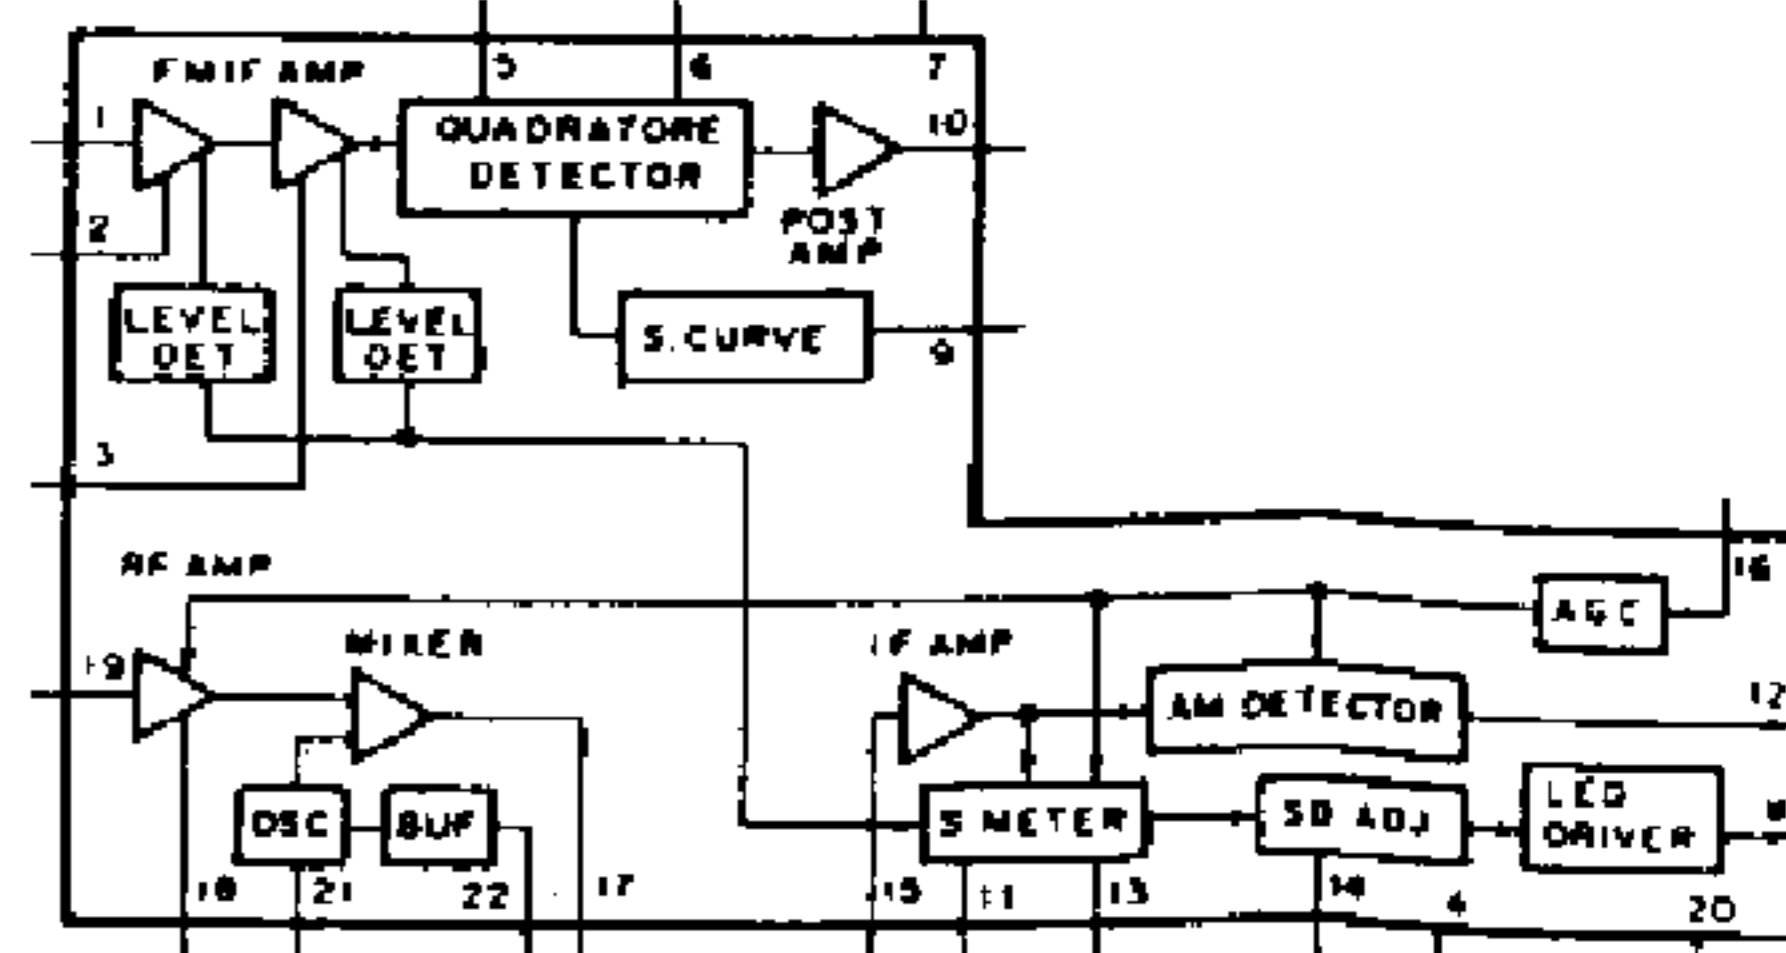 5
6
7
FM IF AMP
1
10
QUADRATORE
DETECTOR
2
POST
AMP
LEVEL
DET
LEVEL
DET
S.CURVE
9
3
RF AMP
16
AGC
19
MIXER
IF AMP
AM DETECTOR
12
OSC
BUF
S METER
SD ADJ
LED
DRIVER
18
21
22
17
15
11
13
14
4
20